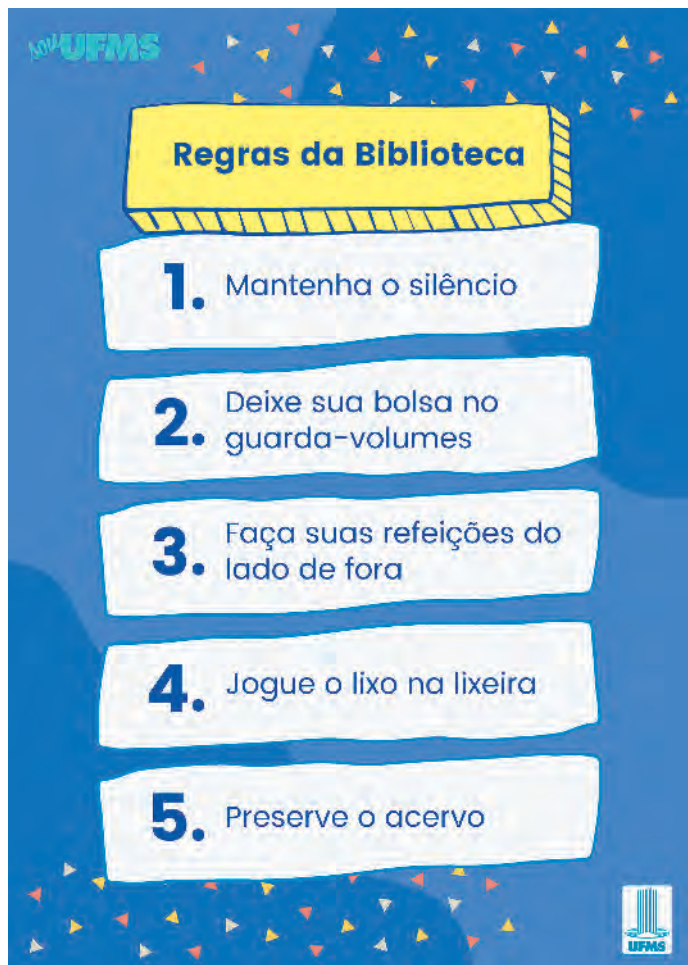 SOU UFMS
Regras da Biblioteca
1. Mantenha o silêncio
2. Deixe sua bolsa no
guarda-volumes
3. Faça suas refeições do
lado de fora
4. Jogue o lixo na lixeira
5. Preserve o acervo
UFMS